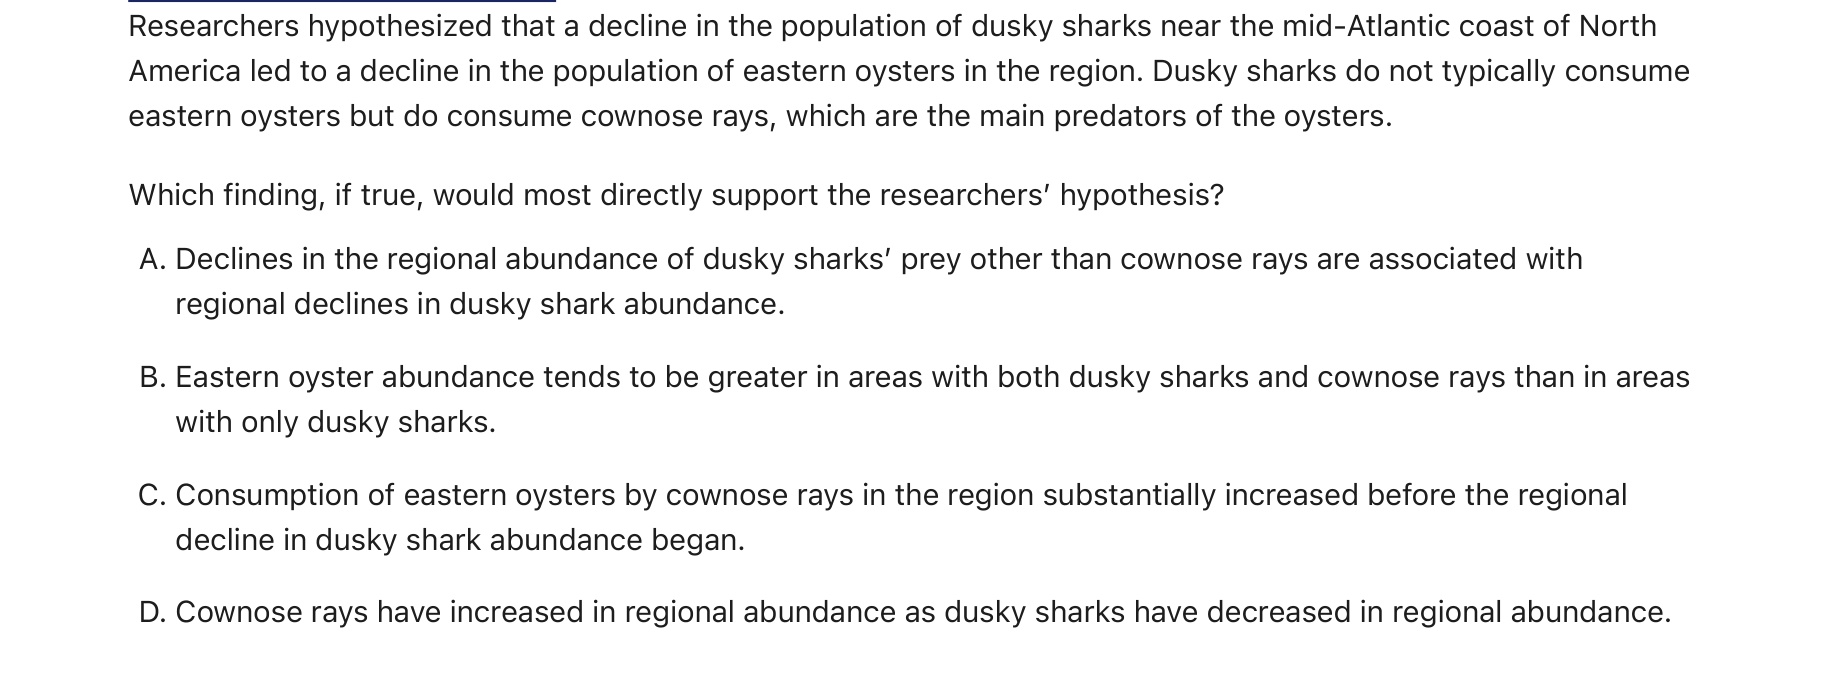 Researchers hypothesized that a decline in the population of dusky sharks near the mid-Atlantic coast of North
America led to a decline in the population of eastern oysters in the region. Dusky sharks do not typically consume
eastern oysters but do consume cownose rays, which are the main predators of the oysters.
Which finding, if true, would most directly support the researchers’ hypothesis?
A. Declines in the regional abundance of dusky sharks’ prey other than cownose rays are associated with
regional declines in dusky shark abundance.
B. Eastern oyster abundance tends to be greater in areas with both dusky sharks and cownose rays than in areas
with only dusky sharks.
C. Consumption of eastern oysters by cownose rays in the region substantially increased before the regional
decline in dusky shark abundance began.
D. Cownose rays have increased in regional abundance as dusky sharks have decreased in regional abundance.